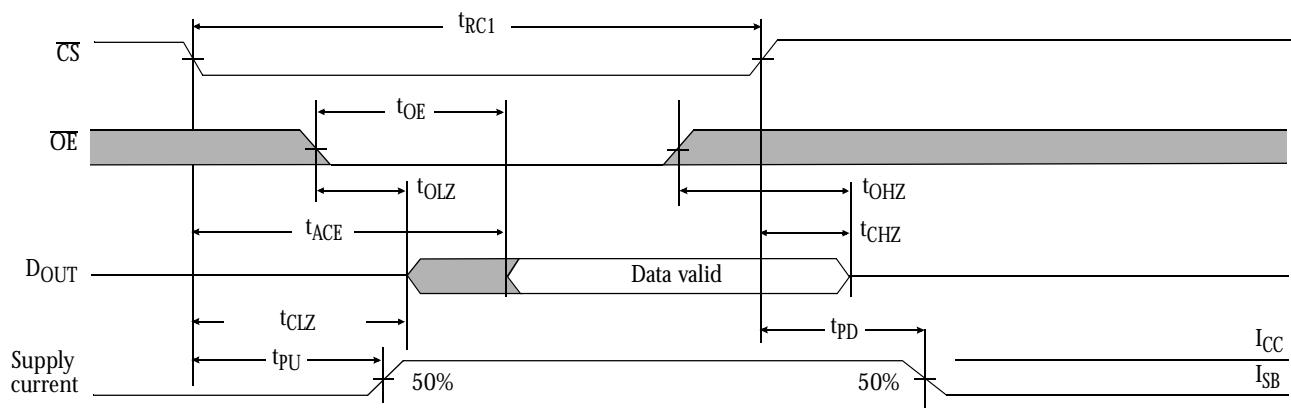 tRC1
CS
tOE
OE
tOLZ
tOHZ
tACE
tCHZ
DOUT
Data valid
tCLZ
tPD
tPU
ICC
Supply
current
50%
50%
ISB